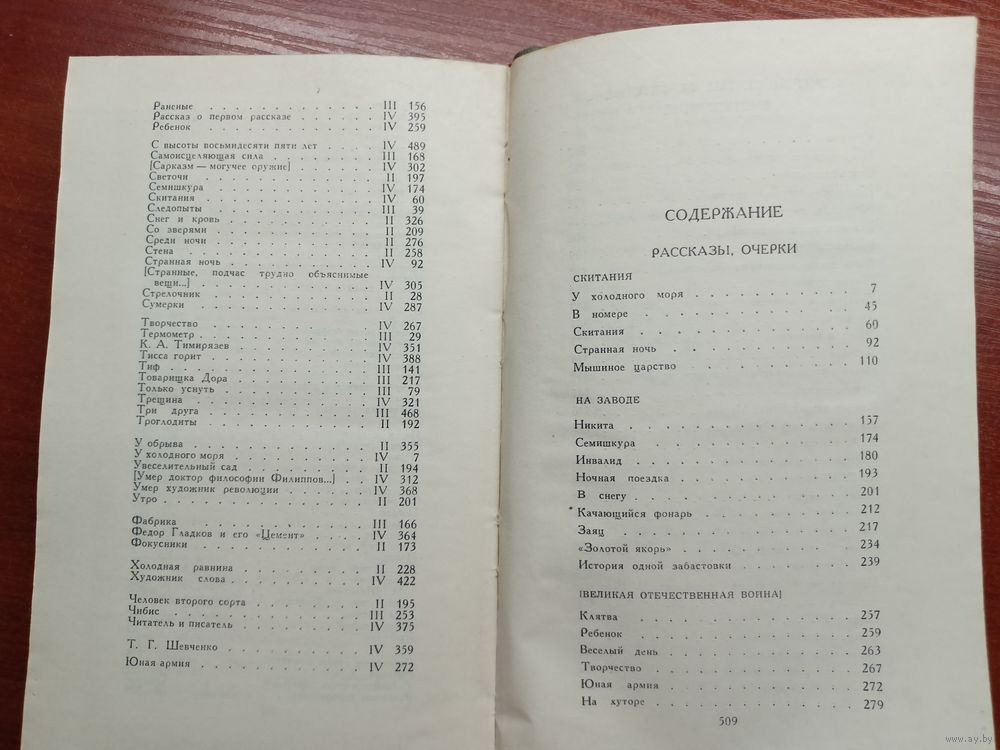 Раненые . . . . . . . . . . . . . III 156
Рассказ о первом рассказе . . . . . IV 395
Ребенок . . . . . . . . . . . . . IV 259
С высоты восьмидесяти пяти лет . . . . IV 489
Самоисцеляющая сила . . . . . . . . III 168
[Сарказм — могучее оружие] . . . . . . IV 302
Светочи . . . . . . . . . . . . . II 197
Семишкура . . . . . . . . . . . . IV 174
Скитания . . . . . . . . . . . . . IV 60
Следопыты . . . . . . . . . . . . III 39
Снег и кровь . . . . . . . . . . . II 326
Со зверями . . . . . . . . . . . . II 209
Среди ночи . . . . . . . . . . . . II 276
Стена . . . . . . . . . . . . . . II 258
Странная ночь . . . . . . . . . . . IV 92
[Странные, подчас трудно объяснимые
вещи...] . . . . . . . . . . . . IV 305
Стрелочник . . . . . . . . . . . . II 28
Сумерки . . . . . . . . . . . . . IV 287
Творчество . . . . . . . . . . . . IV 267
Термометр . . . . . . . . . . . . III 29
К. А. Тимирязев . . . . . . . . . . IV 351
Тисса горит . . . . . . . . . . . . IV 388
Тиф . . . . . . . . . . . . . . . III 141
Товарищка Дора . . . . . . . . . . III 217
Только уснуть . . . . . . . . . . . III 79
Трещина . . . . . . . . . . . . . IV 321
Три друга . . . . . . . . . . . . III 468
Троглодиты . . . . . . . . . . . . II 192
У обрыва . . . . . . . . . . . . . II 355
У холодного моря . . . . . . . . . . IV 7
Увеселительный сад . . . . . . . . . II 194
[Умер доктор философии Филиппов...] . . IV 312
Умер художник революции . . . . . . . IV 368
Утро . . . . . . . . . . . . . . . II 201
Фабрика . . . . . . . . . . . . . III 166
Федор Гладков и его «Цемент» . . . . . IV 364
Фокусники . . . . . . . . . . . . II 173
Холодная равнина . . . . . . . . . . II 228
Художник слова . . . . . . . . . . . IV 422
Человек второго сорта . . . . . . . . II 195
Чибис . . . . . . . . . . . . . . III 253
Читатель и писатель . . . . . . . . . IV 375
Т. Г. Шевченко . . . . . . . . . . IV 359
Юная армия . . . . . . . . . . . . IV 272
СОДЕРЖАНИЕ
РАССКАЗЫ, ОЧЕРКИ
СКИТАНИЯ
У холодного моря . . . . . . . . . . 7
В номере . . . . . . . . . . . . . 45
Скитания . . . . . . . . . . . . . 60
Странная ночь . . . . . . . . . . . 92
Мышиное царство . . . . . . . . . . 110
НА ЗАВОДЕ
Никита . . . . . . . . . . . . . . 157
Семишкура . . . . . . . . . . . . 174
Инвалид . . . . . . . . . . . . . 180
Ночная поездка . . . . . . . . . . . 193
В снегу . . . . . . . . . . . . . 201
Качающийся фонарь . . . . . . . . . 212
Заяц . . . . . . . . . . . . . . . 217
«Золотой якорь» . . . . . . . . . . 234
История одной забастовки . . . . . . . 239
[ВЕЛИКАЯ ОТЕЧЕСТВЕННАЯ ВОЙНА]
Клятва . . . . . . . . . . . . . . 257
Ребенок . . . . . . . . . . . . . 259
Веселый день . . . . . . . . . . . 263
Творчество . . . . . . . . . . . . 267
Юная армия . . . . . . . . . . . . 272
На хуторе . . . . . . . . . . . . 279
509
www.ay.by